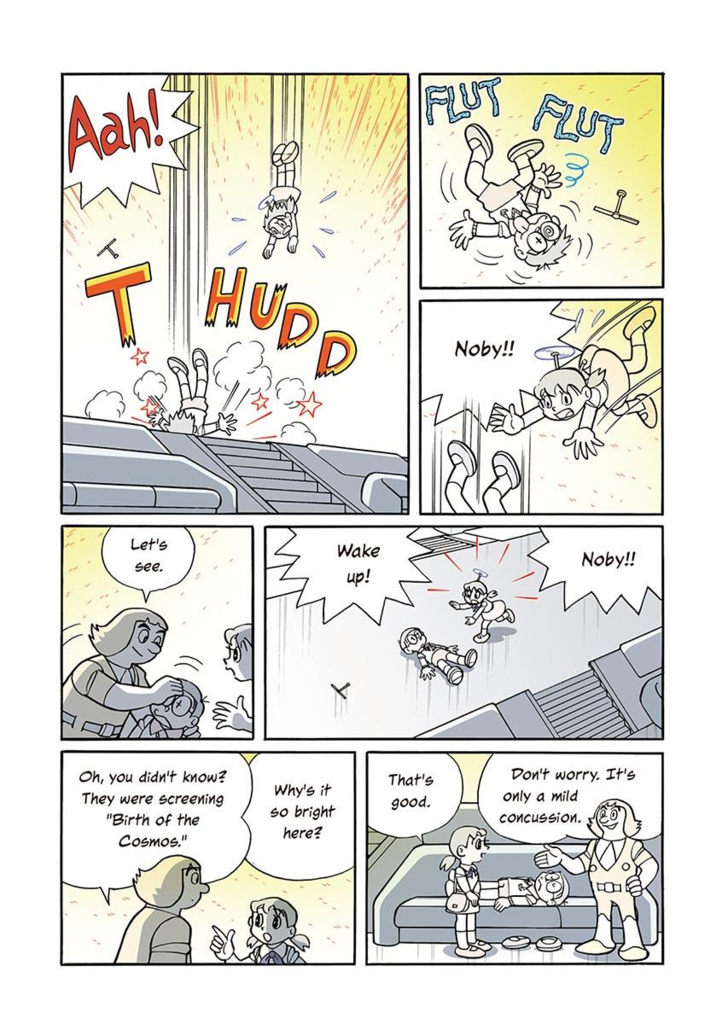 FLUT
FLUT
Noby!!
Aah!
THUDD
Noby!!
Wake
up!
Let's
see.
Don't worry. It's
only a mild
concussion.
That's
good.
Why's it
so bright
here?
Oh, you didn't know?
They were screening
"Birth of the
Cosmos."